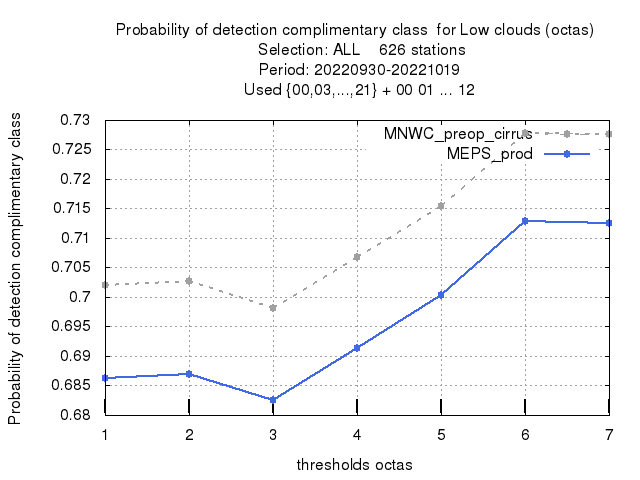 Probability of detection complimentary class  for Low clouds (octas)
Selection: ALL    626 stations
Period: 20220930-20221019
Used {00,03,...,21} + 00 01 ... 12
Probability of detection complimentary class
0.73
0.725
0.72
0.715
0.71
0.705
0.7
0.695
0.69
0.685
0.68
MNWC_preop_cirrus
MEPS_prod
1 2 3 4 5 6 7
thresholds octas